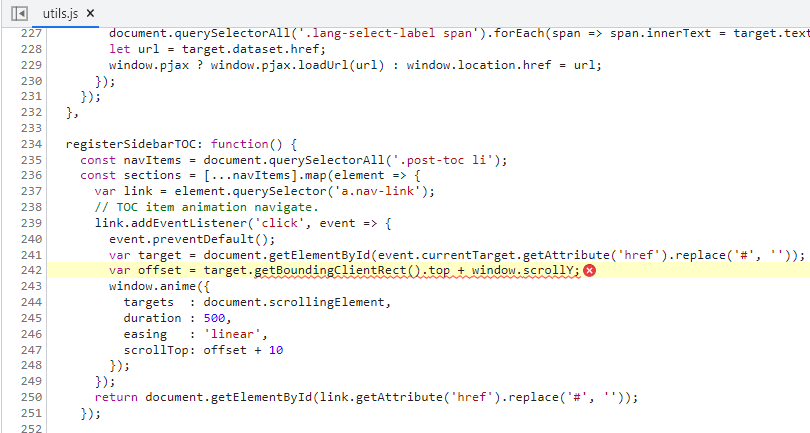 utils.js
227 document.querySelectorAll('.lang-select-label span').forEach(span => span.innerText = target.text
228 let url = target.dataset.href;
229 window.pjax ? window.pjax.loadUrl(url) : window.location.href = url;
230 });
231 });
232 },
233
234 registerSidebarTOC: function() {
235 const navItems = document.querySelectorAll('.post-toc li');
236 const sections = [...navItems].map(element => {
237 var link = element.querySelector('a.nav-link');
238 // TOC item animation navigate.
239 link.addEventListener('click', event => {
240 event.preventDefault();
241 var target = document.getElementById(event.currentTarget.getAttribute('href').replace('#', ''));
242 var offset = target.getBoundingClientRect().top + window.scrollY;
243 window.anime({
244 targets : document.scrollingElement,
245 duration : 500,
246 easing : 'linear',
247 scrollTop: offset + 10
248 });
249 });
250 return document.getElementById(link.getAttribute('href').replace('#', ''));
251 });
252